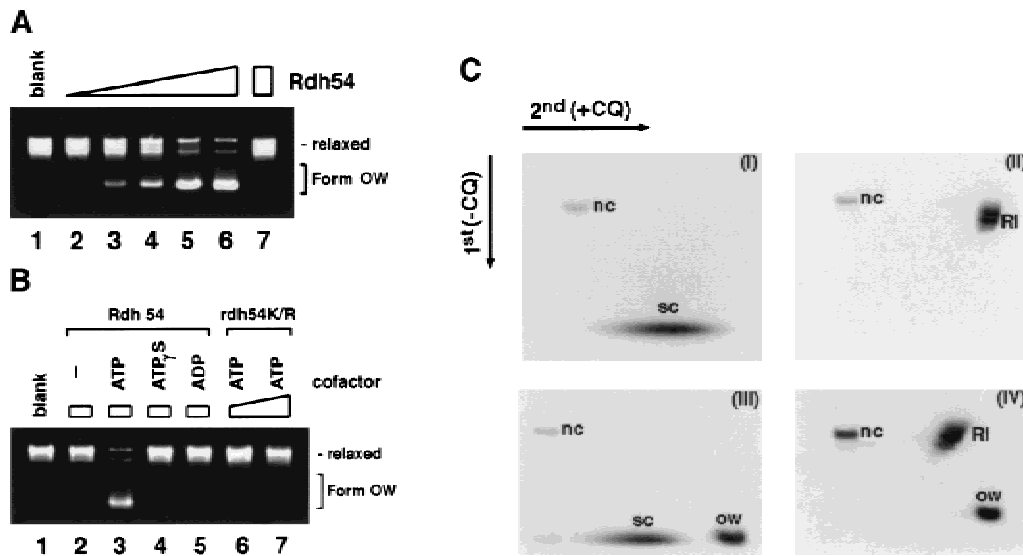 A
blank
Rdh54
- relaxed
Form OW
1 2 3 4 5 6 7
B
Rdh 54
rdh54K/R
blank
–
ATP
ATPγS
ADP
ATP
ATP
cofactor
- relaxed
Form OW
1 2 3 4 5 6 7
C
2nd (+CQ)
1st (-CQ)
(I)
nc
sc
(II)
nc
RI
(III)
nc
sc
ow
(IV)
nc
RI
ow